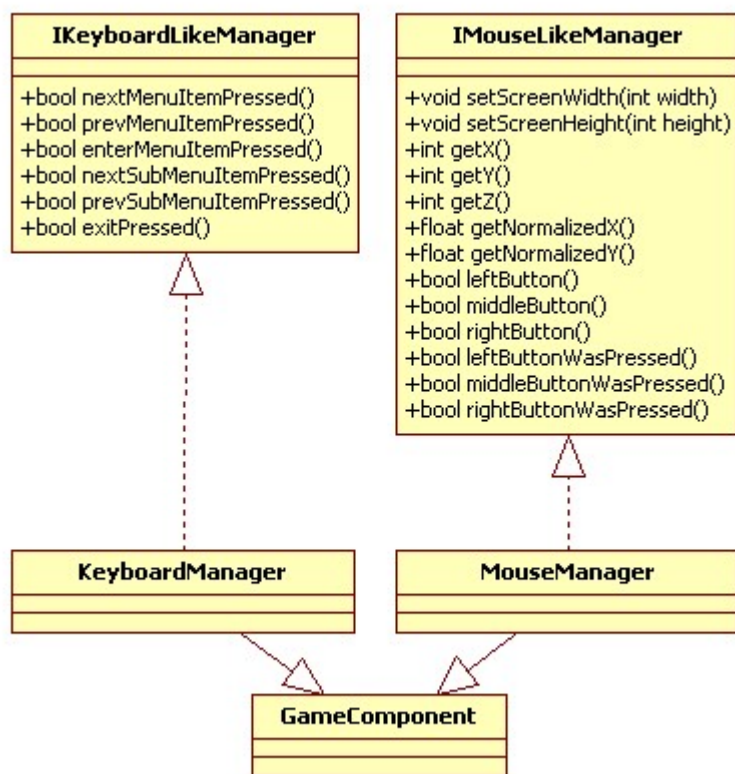 IKeyboardLikeManager
+bool nextMenuItemPressed()
+bool prevMenuItemPressed()
+bool enterMenuItemPressed()
+bool nextSubMenuItemPressed()
+bool prevSubMenuItemPressed()
+bool exitPressed()
IMouseLikeManager
+void setScreenWidth(int width)
+void setScreenHeight(int height)
+int getX()
+int getY()
+int getZ()
+float getNormalizedX()
+float getNormalizedY()
+bool leftButton()
+bool middleButton()
+bool rightButton()
+bool leftButtonWasPressed()
+bool middleButtonWasPressed()
+bool rightButtonWasPressed()
KeyboardManager
MouseManager
GameComponent